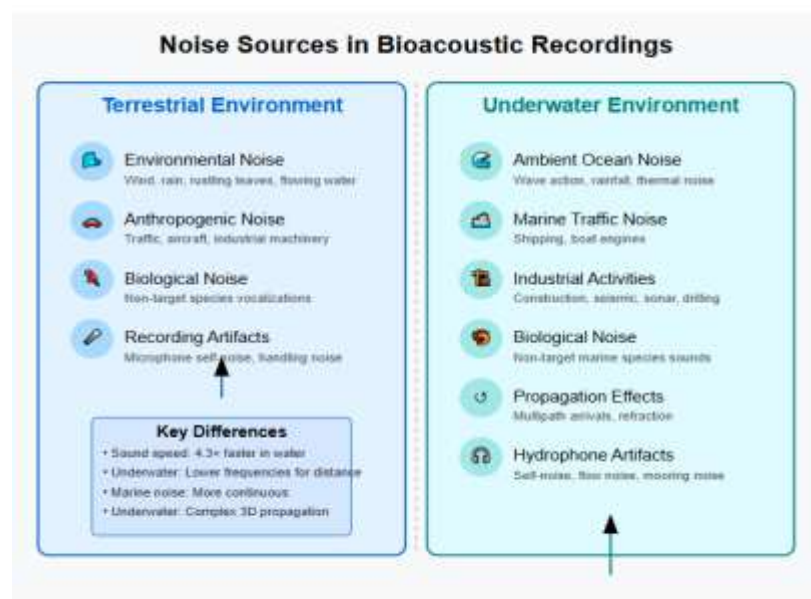 Noise Sources in Bioacoustic Recordings
Terrestrial Environment
Environmental Noise
Wind, rain, rustling leaves, flowing water
Anthropogenic Noise
Traffic, aircraft, industrial machinery
Biological Noise
Non-target species vocalizations
Recording Artifacts
Microphone self-noise, handling noise
Key Differences
• Sound speed: 4.3× faster in water
• Underwater: Lower frequencies for distance
• Marine noise: More continuous
• Underwater: Complex 3D propagation
Underwater Environment
Ambient Ocean Noise
Wave action, rainfall, thermal noise
Marine Traffic Noise
Shipping, boat engines
Industrial Activities
Construction, seismic, sonar, drilling
Biological Noise
Non-target marine species sounds
Propagation Effects
Multipath arrivals, refraction
Hydrophone Artifacts
Self-noise, flow noise, mooring noise